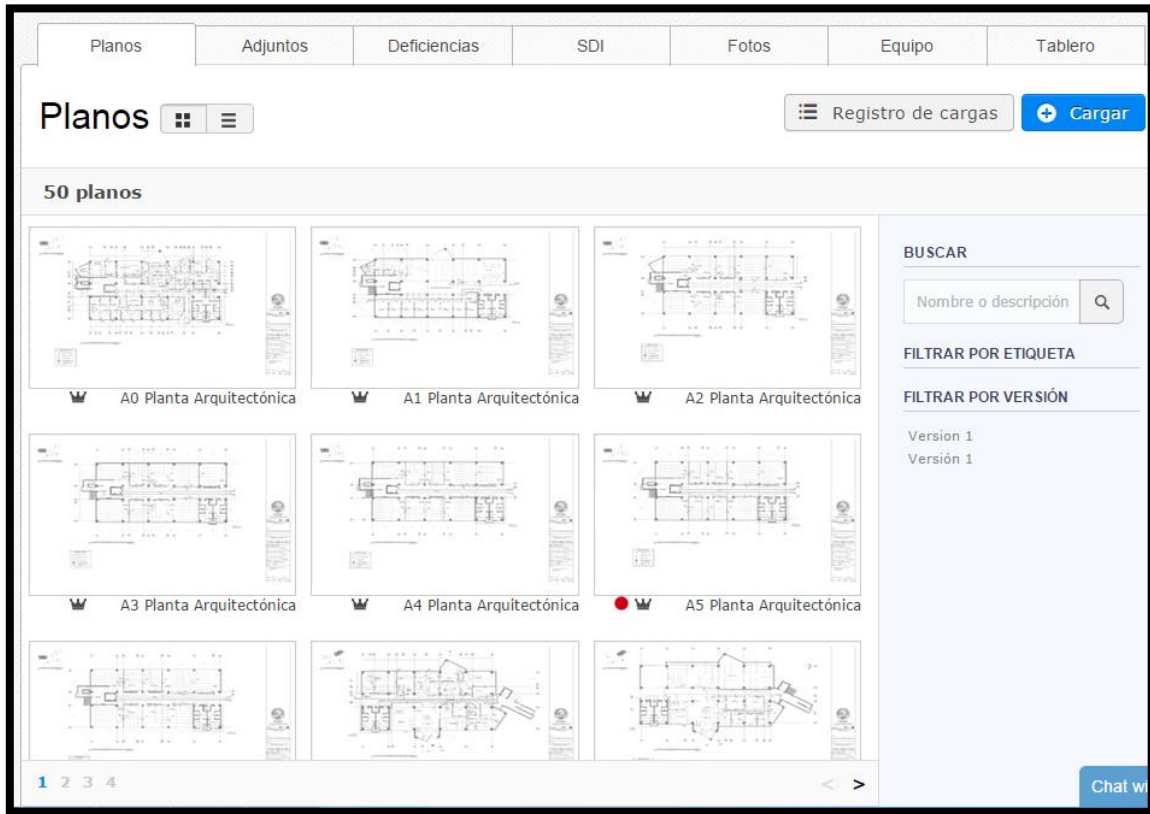 Planos Adjuntos Deficiencias SDI Fotos Equipo Tablero
Planos Registro de cargas Cargar
50 planos
A0 Planta Arquitectónica A1 Planta Arquitectónica A2 Planta Arquitectónica
A3 Planta Arquitectónica A4 Planta Arquitectónica A5 Planta Arquitectónica
1 2 3 4 < >
BUSCAR
Nombre o descripción
FILTRAR POR ETIQUETA
FILTRAR POR VERSIÓN
Version 1
Versión 1
Chat wi